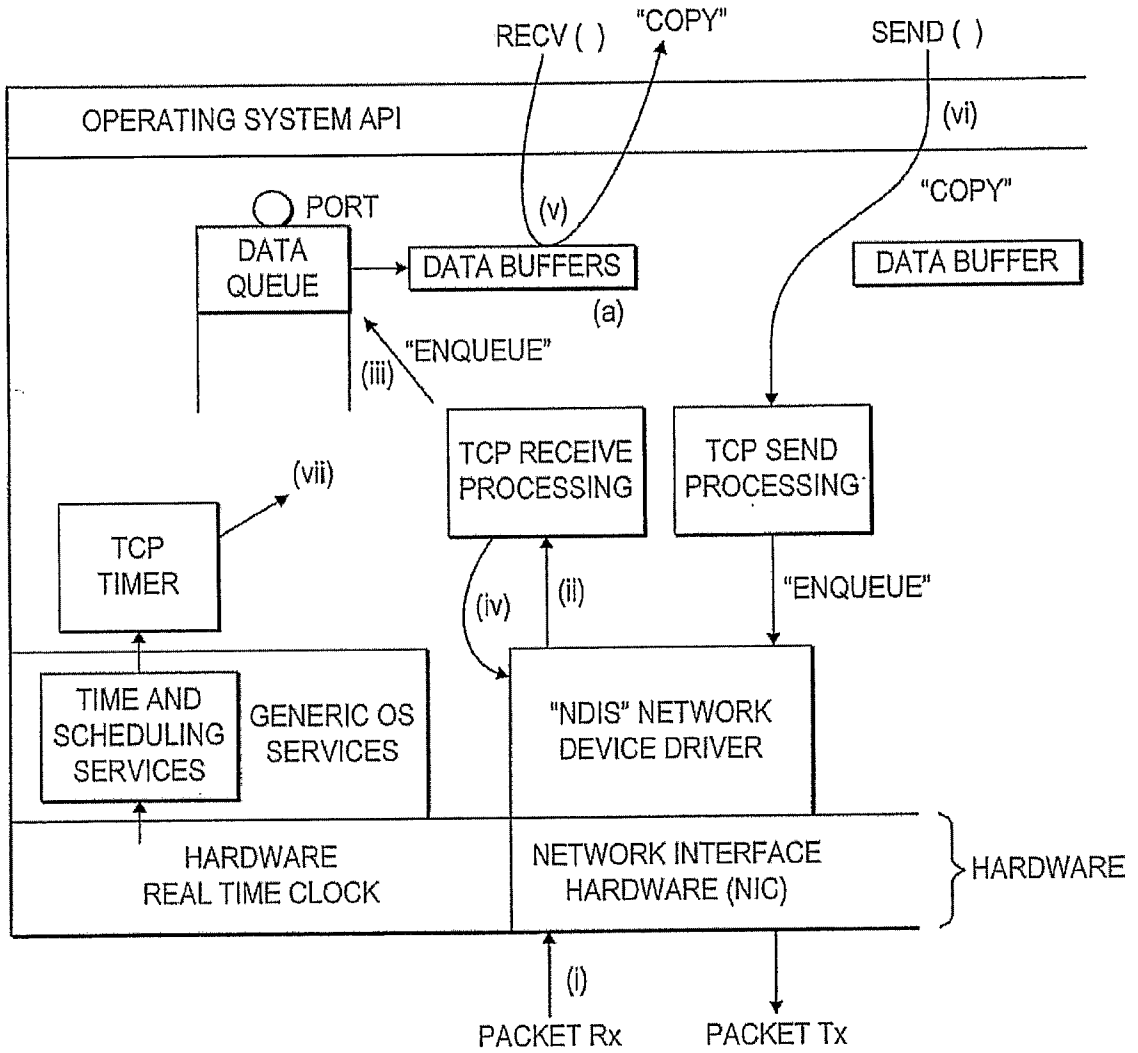 RECV ( )
"COPY"
SEND ( )
OPERATING SYSTEM API
(vi)
"COPY"
PORT
(v)
DATA
QUEUE
DATA BUFFERS
DATA BUFFER
(a)
"ENQUEUE"
(iii)
TCP RECEIVE
PROCESSING
TCP SEND
PROCESSING
(vii)
TCP
TIMER
(iv)
(ii)
"ENQUEUE"
TIME AND
SCHEDULING
SERVICES
GENERIC OS
SERVICES
"NDIS" NETWORK
DEVICE DRIVER
HARDWARE
REAL TIME CLOCK
NETWORK INTERFACE
HARDWARE (NIC)
HARDWARE
(i)
PACKET Rx
PACKET Tx